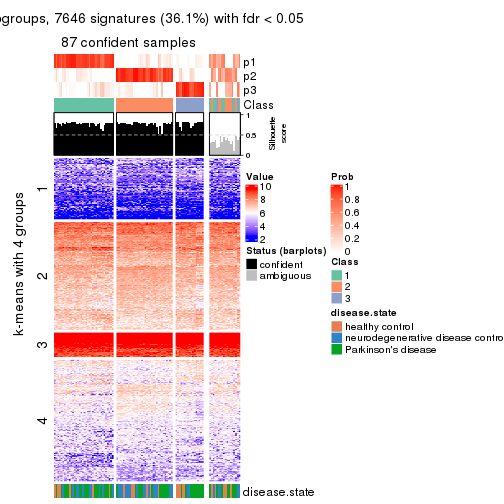 groups, 7646 signatures (36.1%) with fdr < 0.05
87 confident samples
p1
p2
p3
Class
1
0.5
0
Silhouette
score
k-means with 4 groups
1
2
3
4
disease.state
Value
10
8
6
4
2
Status (barplots)
confident
ambiguous
Prob
1
0.8
0.6
0.4
0.2
0
Class
1
2
3
disease.state
healthy control
neurodegenerative disease contro
Parkinson's disease